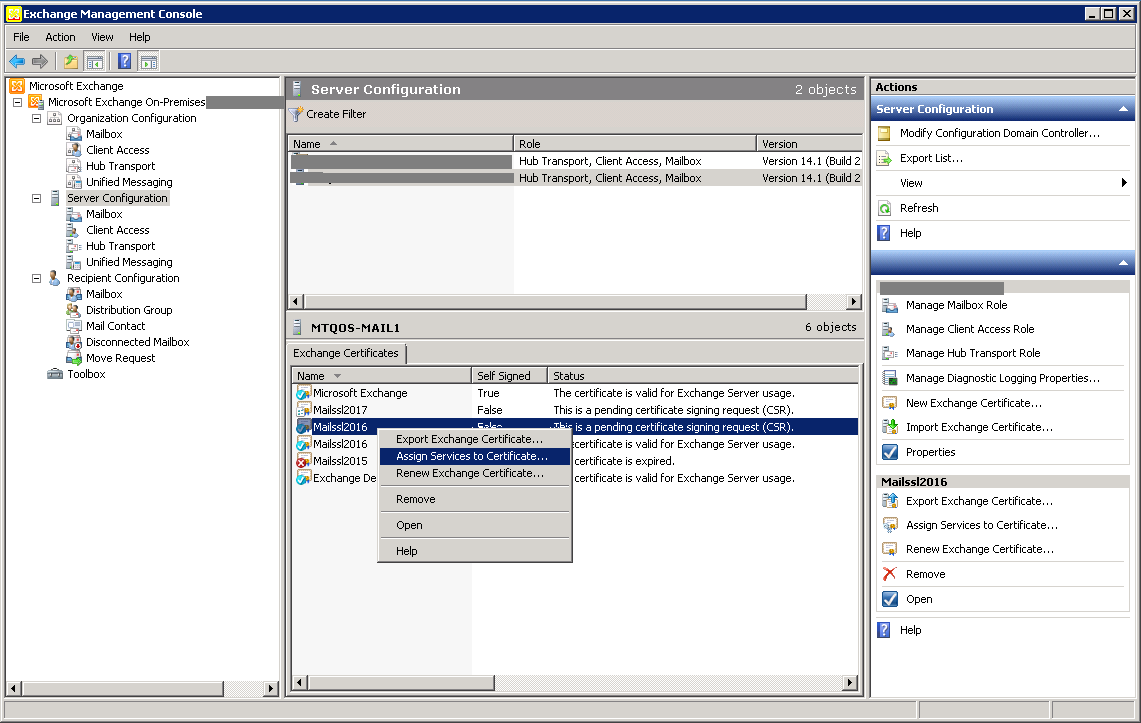 Exchange Management Console
File Action View Help
Microsoft Exchange
Microsoft Exchange On-Premises
Organization Configuration
Mailbox
Client Access
Hub Transport
Unified Messaging
Server Configuration
Mailbox
Client Access
Hub Transport
Unified Messaging
Recipient Configuration
Mailbox
Distribution Group
Mail Contact
Disconnected Mailbox
Move Request
Toolbox
Server Configuration 2 objects
Create Filter
Name Role Version
Hub Transport, Client Access, Mailbox Version 14.1 (Build 2
Hub Transport, Client Access, Mailbox Version 14.1 (Build 2
MTQOS-MAIL1 6 objects
Exchange Certificates
Name Self Signed Status
Microsoft Exchange True The certificate is valid for Exchange Server usage.
Mailssl2017 False This is a pending certificate signing request (CSR).
Mailssl2016 False This is a pending certificate signing request (CSR).
Mailssl2016 certificate is valid for Exchange Server usage.
Mailssl2015 certificate is expired.
Exchange De certificate is valid for Exchange Server usage.
Export Exchange Certificate...
Assign Services to Certificate...
Renew Exchange Certificate...
Remove
Open
Help
Actions
Server Configuration
Modify Configuration Domain Controller...
Export List...
View
Refresh
Help
Manage Mailbox Role
Manage Client Access Role
Manage Hub Transport Role
Manage Diagnostic Logging Properties...
New Exchange Certificate...
Import Exchange Certificate...
Properties
Mailssl2016
Export Exchange Certificate...
Assign Services to Certificate...
Renew Exchange Certificate...
Remove
Open
Help